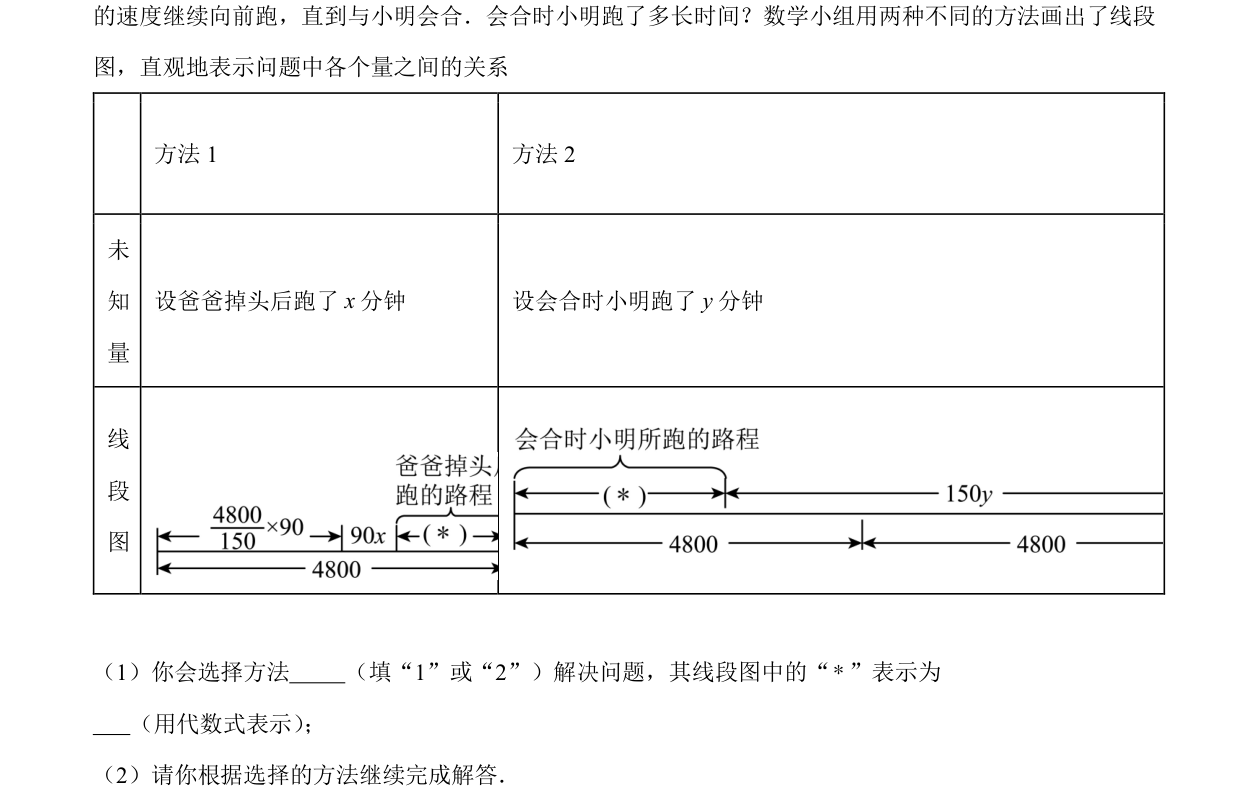 的速度继续向前跑，直到与小明会合．会合时小明跑了多长时间？数学小组用两种不同的方法画出了线段
图，直观地表示问题中各个量之间的关系
方法 1
方法 2
未
知
量
设爸爸掉头后跑了 x 分钟
设会合时小明跑了 y 分钟
线
段
图
爸爸掉头
跑的路程
4800/150 ×90
90x
( * )
4800
会合时小明所跑的路程
( * )
150y
4800
4800
（1）你会选择方法_____（填“1”或“2”）解决问题，其线段图中的“*”表示为
___（用代数式表示）；
（2）请你根据选择的方法继续完成解答．